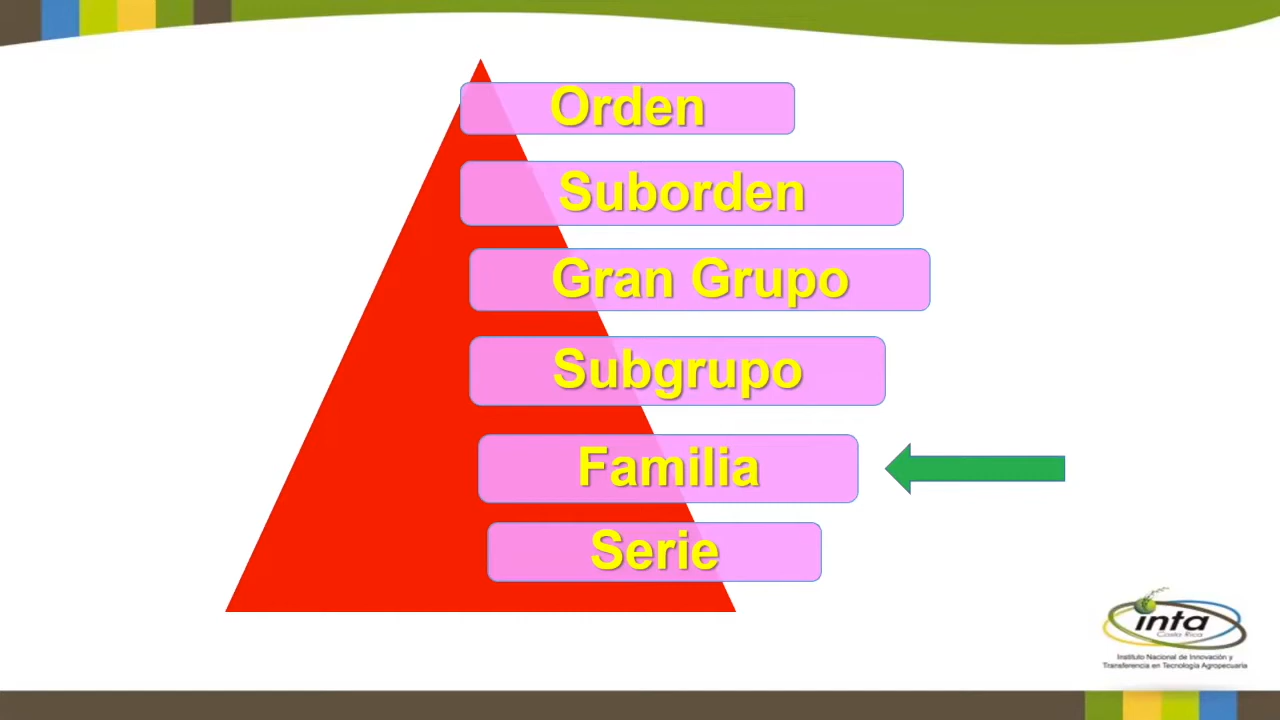 Orden
Suborden
Gran Grupo
Subgrupo
Familia
Serie
inta
Costa Rica
Instituto Nacional de Innovación y
Transferencia en Tecnología Agropecuaria